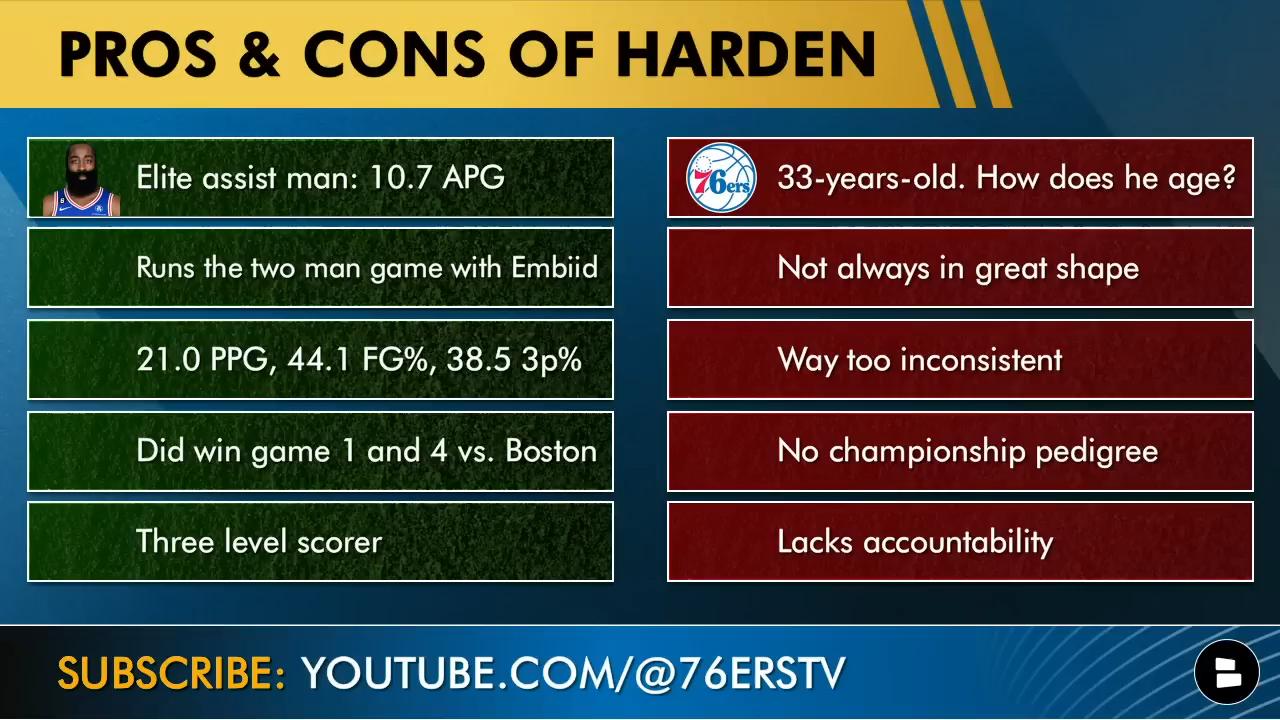 PROS & CONS OF HARDEN
Elite assist man: 10.7 APG
Runs the two man game with Embiid
21.0 PPG, 44.1 FG%, 38.5 3p%
Did win game 1 and 4 vs. Boston
Three level scorer
76ers
33-years-old. How does he age?
Not always in great shape
Way too inconsistent
No championship pedigree
Lacks accountability
SUBSCRIBE: YOUTUBE.COM/@76ERSTV